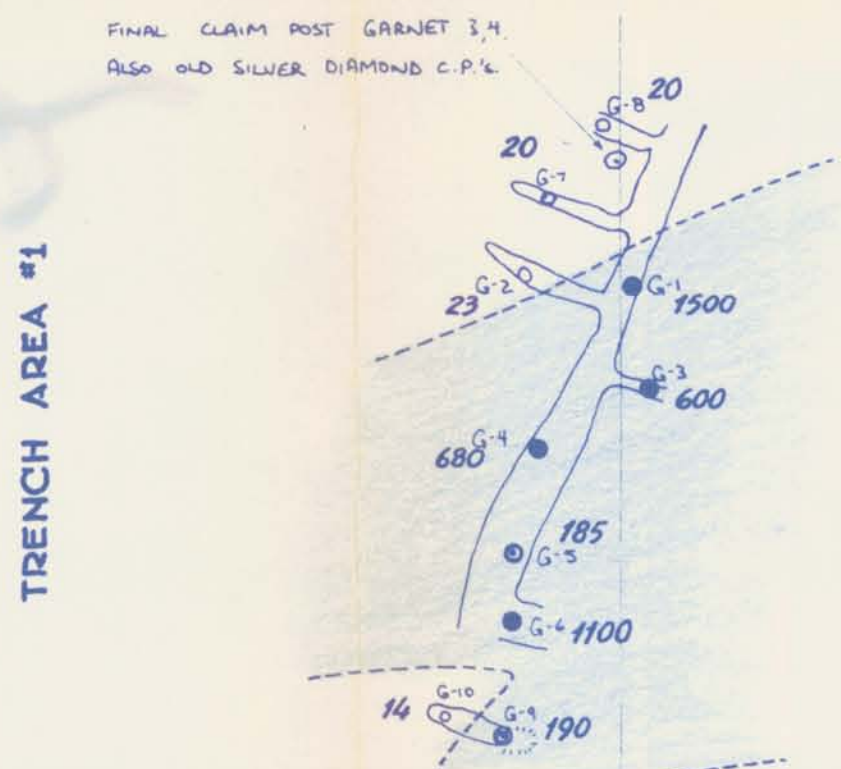 FINAL CLAIM POST GARNET 3,4.
ALSO OLD SILVER DIAMOND C.P.'s.
TRENCH AREA #1
G-8 20
20
G-7
G-2
23
G-1
1500
G-3
600
G-4
680
185
G-5
G-6 1100
G-10
14
G-9
190